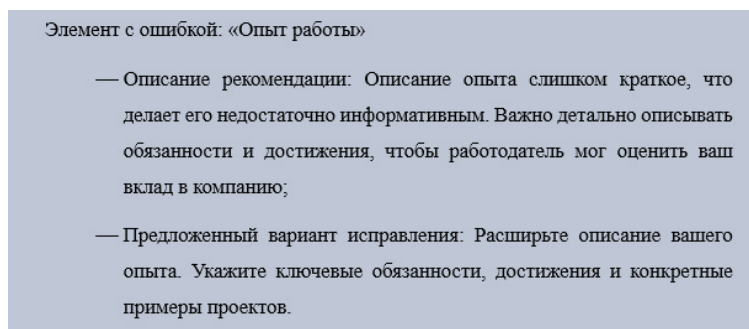 Элемент с ошибкой: «Опыт работы»
— Описание рекомендации: Описание опыта слишком краткое, что
делает его недостаточно информативным. Важно детально описывать
обязанности и достижения, чтобы работодатель мог оценить ваш
вклад в компанию;
— Предложенный вариант исправления: Расширьте описание вашего
опыта. Укажите ключевые обязанности, достижения и конкретные
примеры проектов.